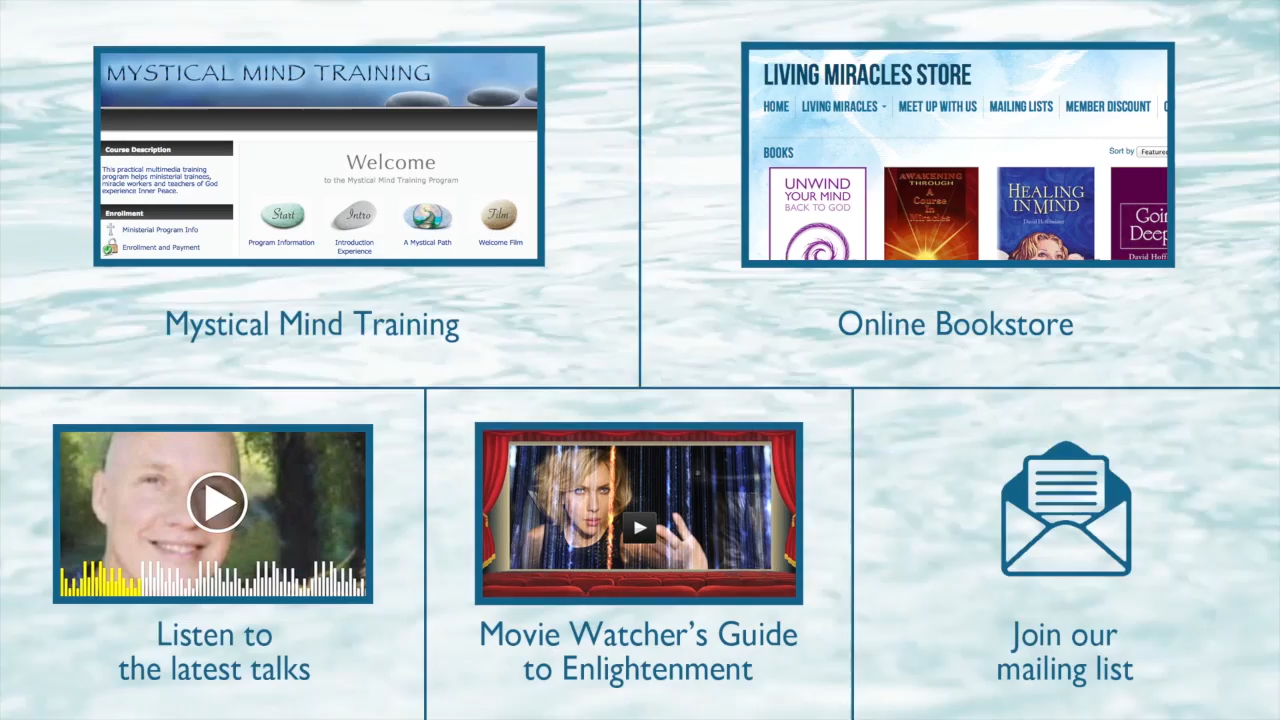 MYSTICAL MIND TRAINING
Course Description
This practical multimedia training
program helps ministerial trainees,
miracle workers and teachers of God
experience Inner Peace.
Enrollment
Ministerial Program Info
Enrollment and Payment
Welcome
to the Mystical Mind Training Program
Start
Intro
Film
Program Information
Introduction
Experience
A Mystical Path
Welcome Film
Mystical Mind Training
LIVING MIRACLES STORE
HOME LIVING MIRACLES MEET UP WITH US MAILING LISTS MEMBER DISCOUNT
BOOKS
Sort by Feature
UNWIND
YOUR MIND
BACK TO GOD
AWAKENING
THROUGH
A
Course
In
Miracles
HEALING
IN MIND
David Hoffmeister
Goin
Deep
David Hoff
Online Bookstore
Listen to
the latest talks
Movie Watcher's Guide
to Enlightenment
Join our
mailing list